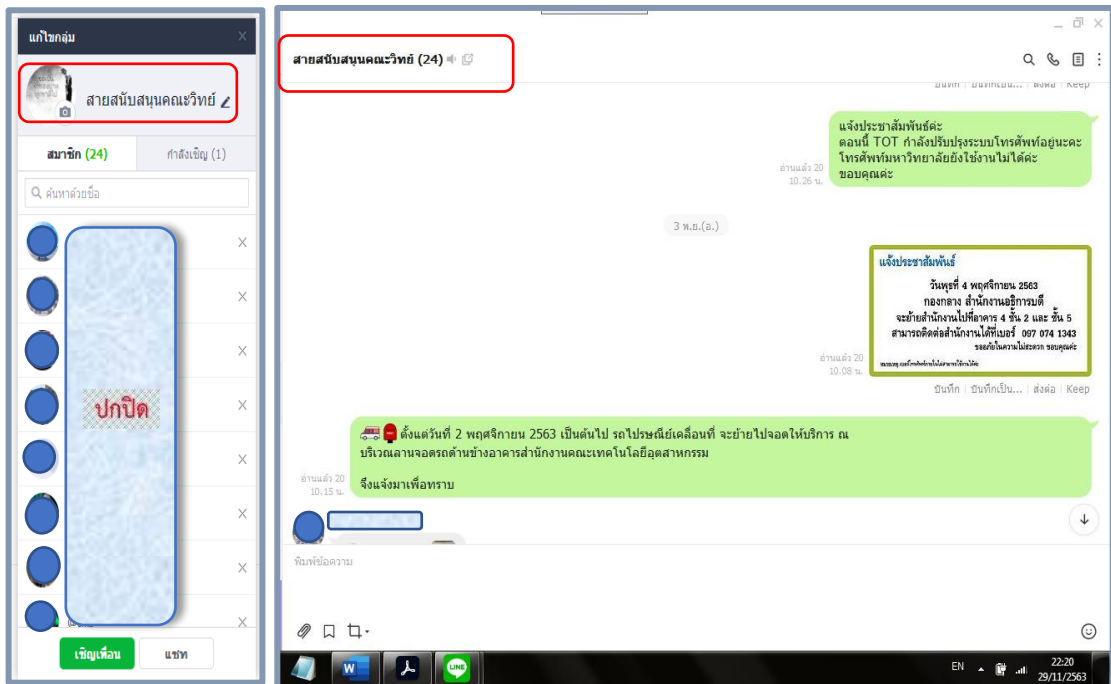 แก้ไขกลุ่ม
สายสนับสนุนคณะวิทย์
สมาชิก (24)
กำลังเชิญ (1)
ค้นหาด้วยชื่อ
ปกปิด
เชิญเพื่อน
แชท
สายสนับสนุนคณะวิทย์ (24)
บันทึก บันทึกเป็น... ส่งต่อ Keep
แจ้งประชาสัมพันธ์ค่ะ
ตอนนี้ TOT กำลังปรับปรุงระบบโทรศัพท์อยู่นะคะ
โทรศัพท์มหาวิทยาลัยยังใช้งานไม่ได้ค่ะ
ขอบคุณค่ะ
อ่านแล้ว 20
10.26 น.
3 พ.ย.(อ.)
แจ้งประชาสัมพันธ์
วันพุธที่ 4 พฤศจิกายน 2563
กองกลาง สำนักงานอธิการบดี
จะย้ายสำนักงานไปที่อาคาร 4 ชั้น 2 และ ชั้น 5
สามารถติดต่อสำนักงานได้ที่เบอร์ 097 074 1343
ขออภัยในความไม่สะดวก ขอบคุณค่ะ
อ่านแล้ว 20
10.08 น.
บันทึก บันทึกเป็น... ส่งต่อ Keep
ตั้งแต่วันที่ 2 พฤศจิกายน 2563 เป็นต้นไป รถไปรษณีย์เคลื่อนที่ จะย้ายไปจอดให้บริการ ณ
บริเวณลานจอดรถด้านข้างอาคารสำนักงานคณะเทคโนโลยีอุตสาหกรรม
จึงแจ้งมาเพื่อทราบ
อ่านแล้ว 20
10.15 น.
พิมพ์ข้อความ
W
LINE
EN
22:20
29/11/2563